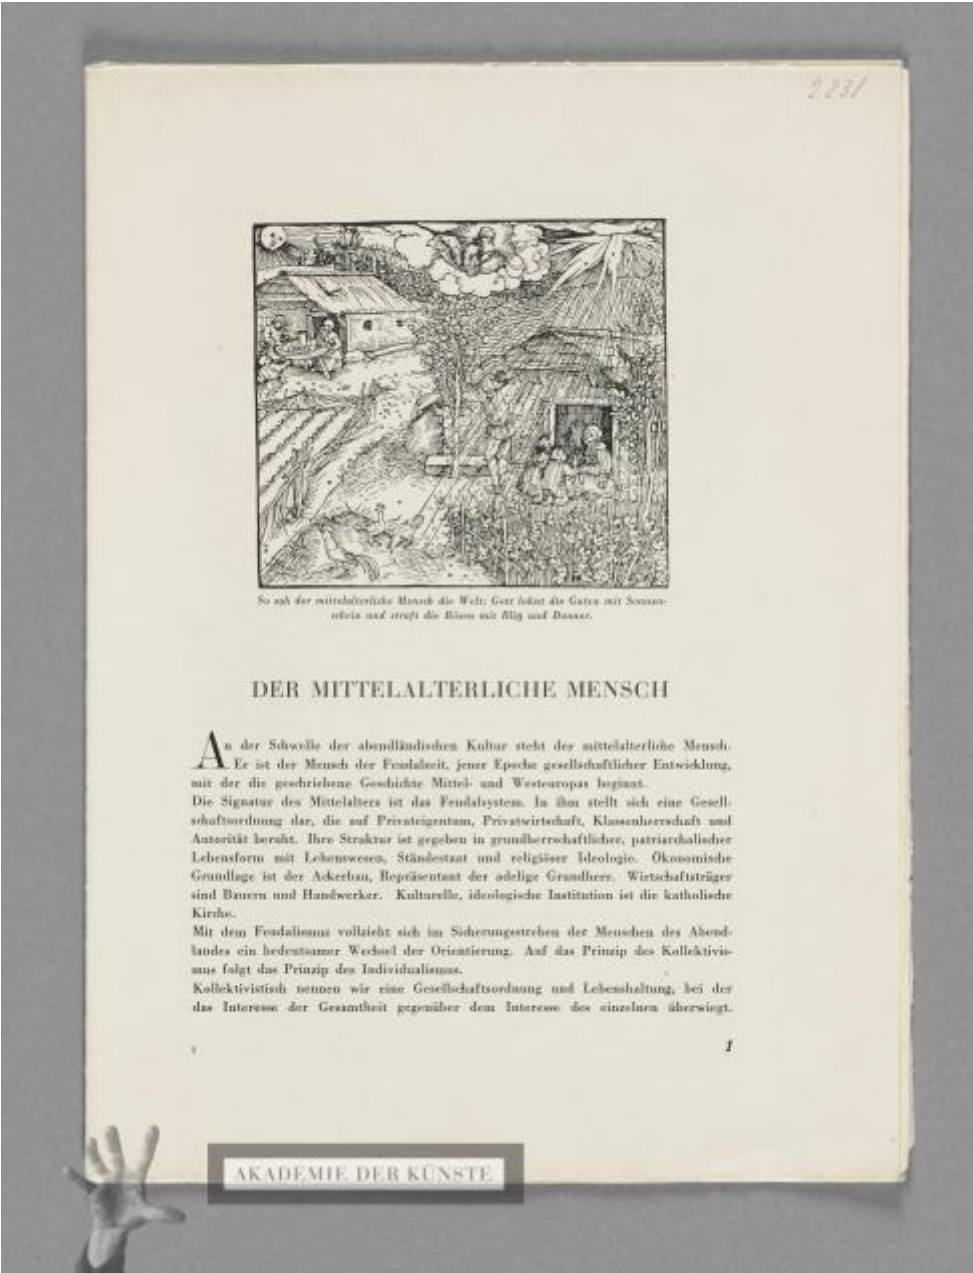 2231
So sah der mittelalterliche Mensch die Welt: Gott lohnt die Guten mit Sonnen-
schein und straft die Bösen mit Blitz und Donner.
DER MITTELALTERLICHE MENSCH
An der Schwelle der abendländischen Kultur steht der mittelalterliche Mensch.
Er ist der Mensch der Feudalzeit, jener Epoche gesellschaftlicher Entwicklung,
mit der die geschriebene Geschichte Mittel- und Westeuropas beginnt.
Die Signatur des Mittelalters ist das Feudalsystem. In ihm stellt sich eine Gesell-
schaftsordnung dar, die auf Privateigentum, Privatwirtschaft, Klassenherrschaft und
Autorität beruht. Ihre Struktur ist gegeben in grundherrschaftlicher, patriarchalischer
Lebensform mit Lehenswesen, Ständestaat und religiöser Ideologie. Ökonomische
Grundlage ist der Ackerbau, Repräsentant der adelige Grundherr. Wirtschaftsträger
sind Bauern und Handwerker. Kulturelle, ideologische Institution ist die katholische
Kirche.
Mit dem Feudalismus vollzieht sich im Sicherungsstreben der Menschen des Abend-
landes ein bedeutsamer Wechsel der Orientierung. Auf das Prinzip des Kollektivis-
mus folgt das Prinzip des Individualismus.
Kollektivistisch nennen wir eine Gesellschaftsordnung und Lebenshaltung, bei der
das Interesse der Gesamtheit gegenüber dem Interesse des einzelnen überwiegt.
1
AKADEMIE DER KÜNSTE